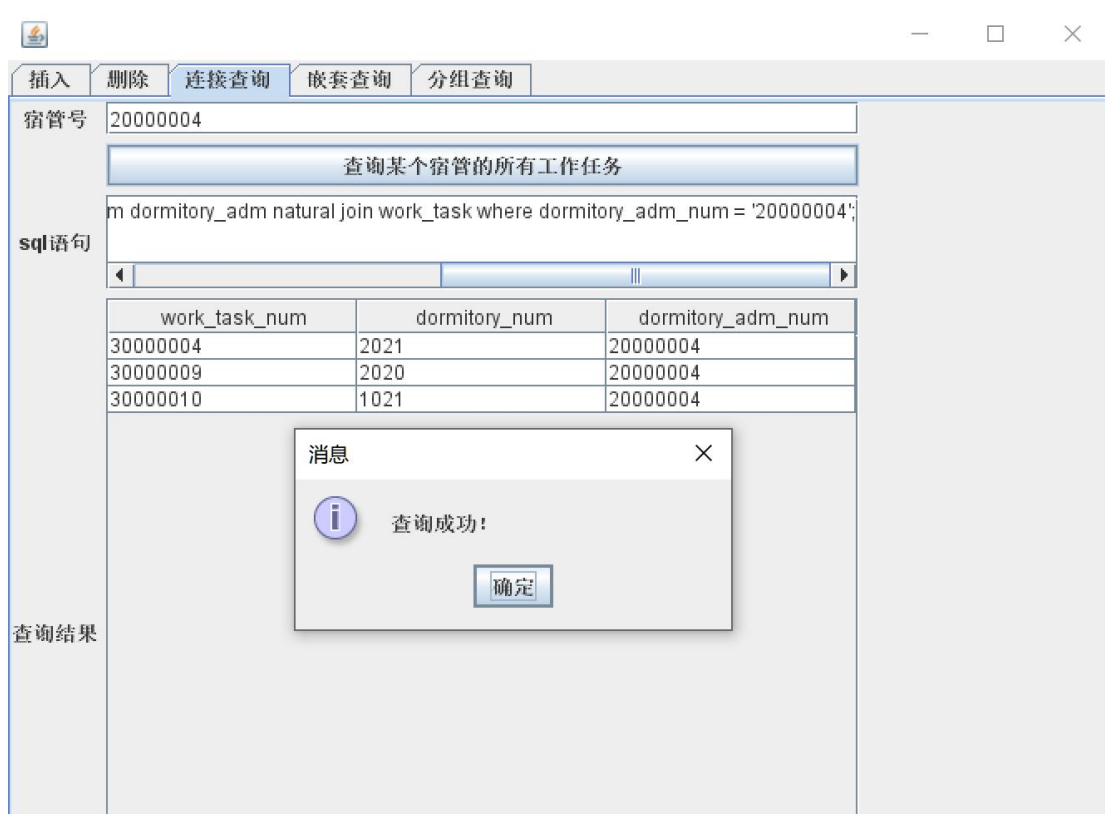 插入 删除 连接查询 嵌套查询 分组查询
宿管号 20000004
查询某个宿管的所有工作任务
m dormitory_adm natural join work_task where dormitory_adm_num = '20000004';
sql语句
work_task_num dormitory_num dormitory_adm_num
30000004 2021 20000004
30000009 2020 20000004
30000010 1021 20000004
消息
查询成功!
确定
查询结果